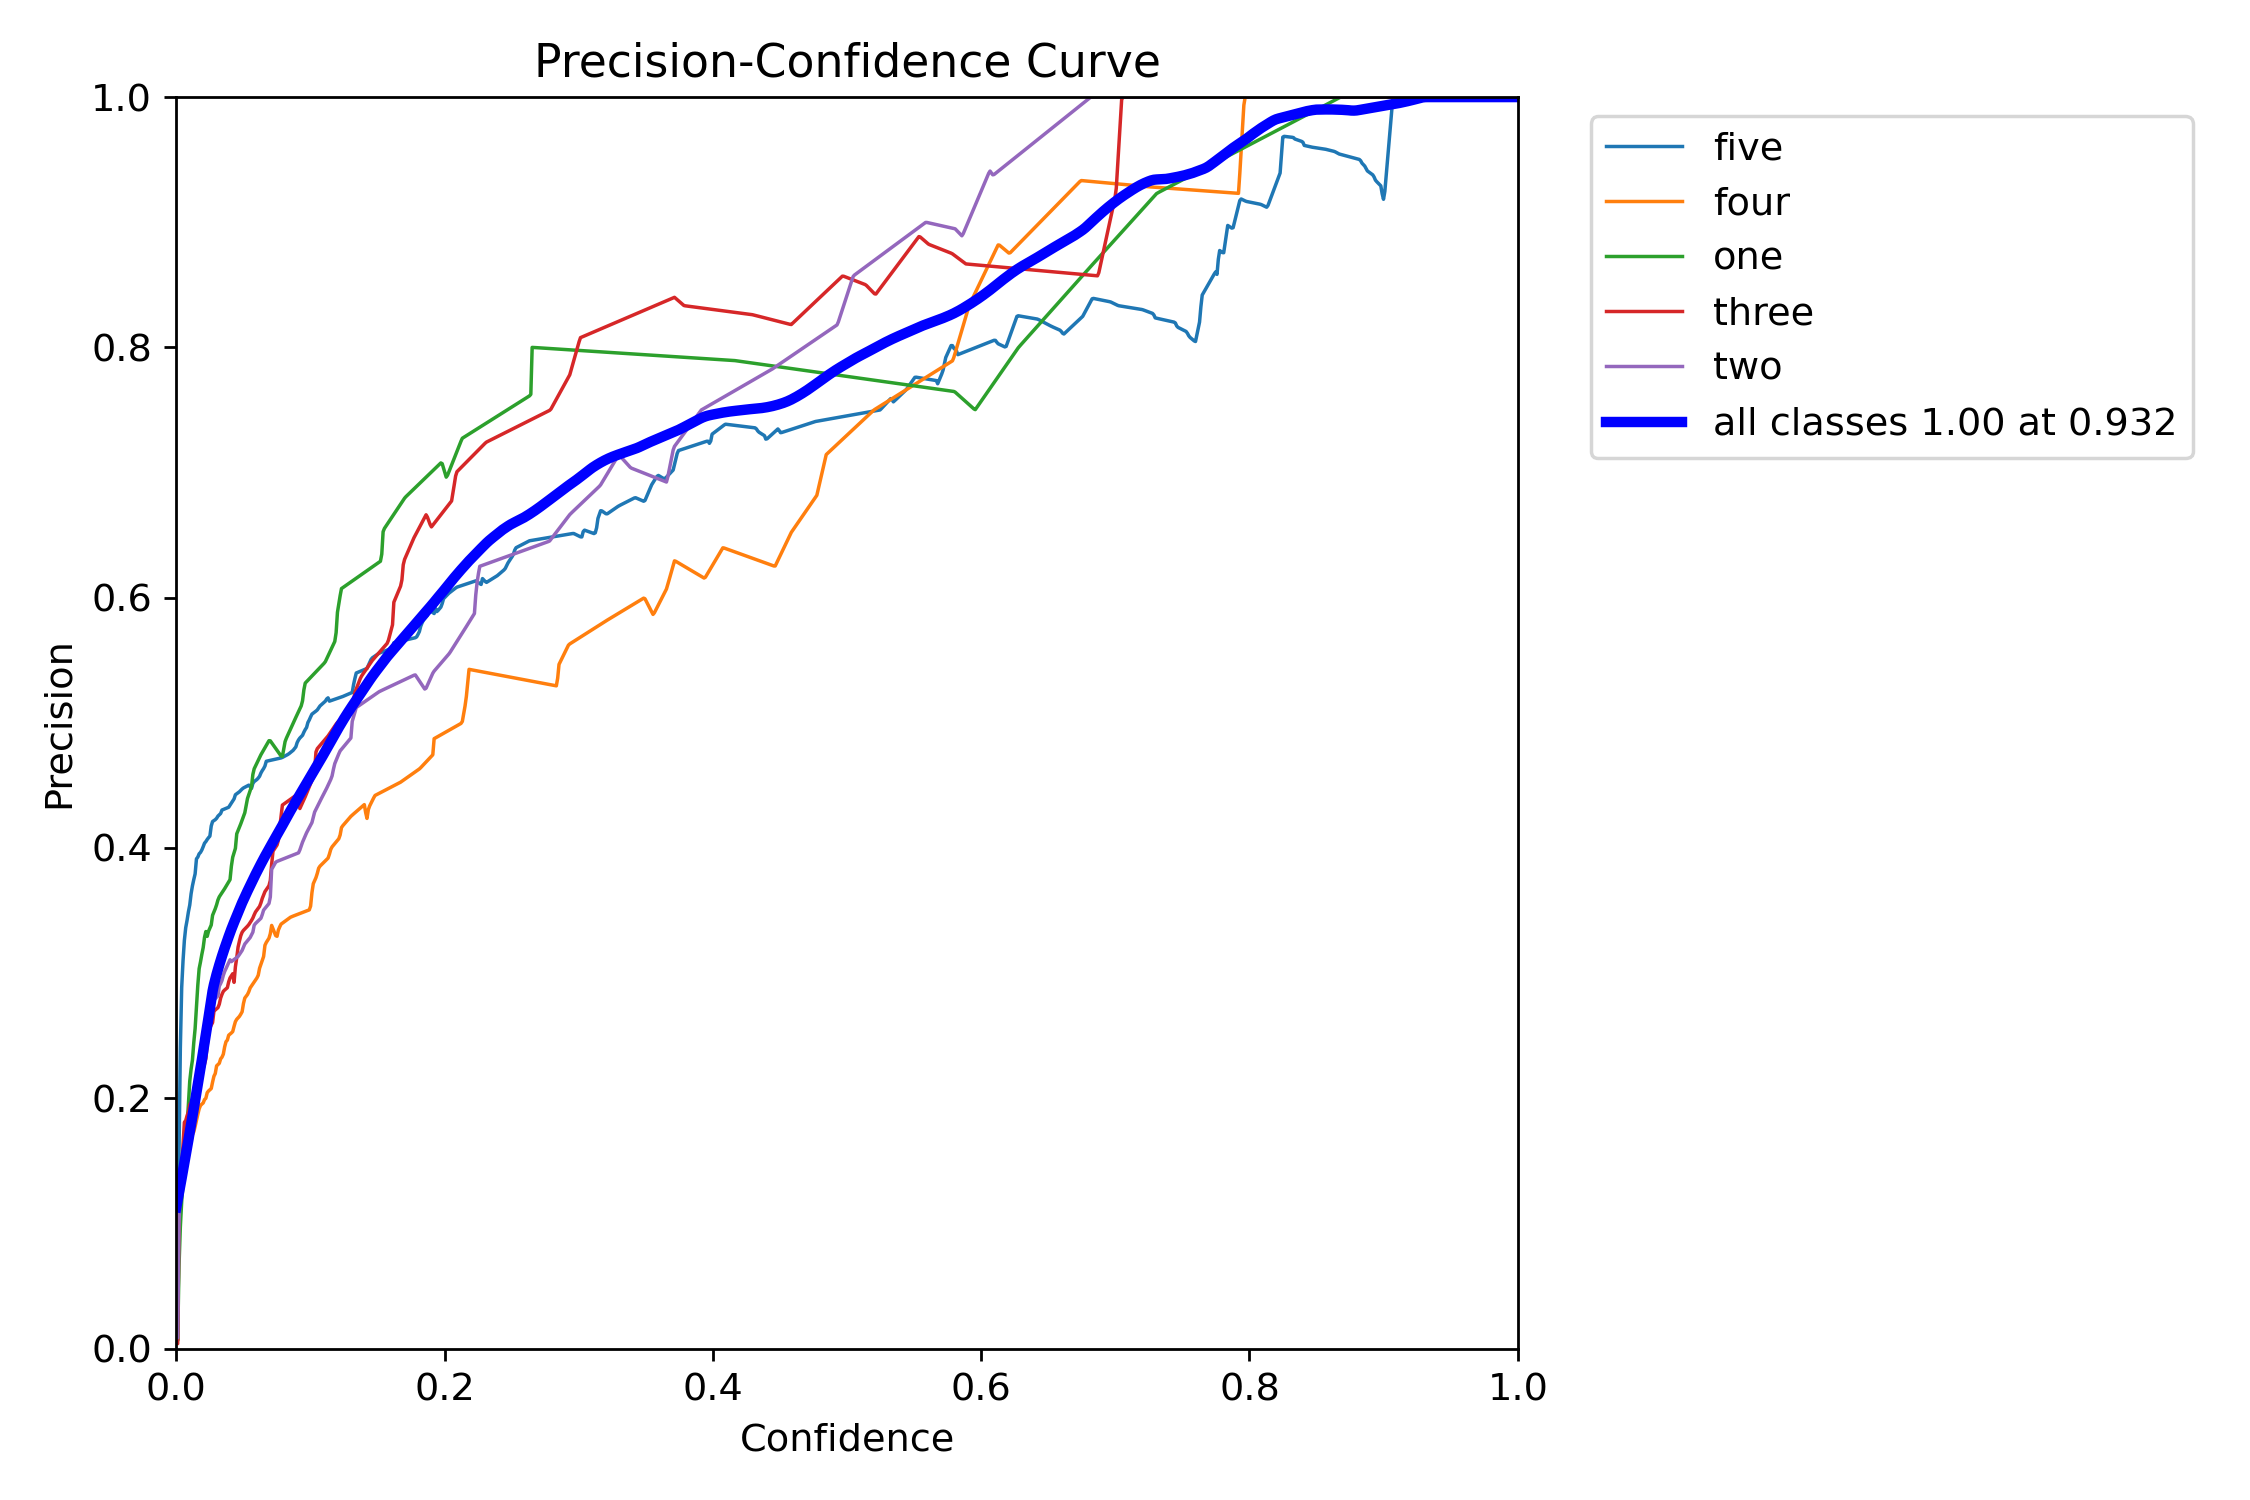 Precision-Confidence Curve
1.0
0.8
0.6
0.4
0.2
0.0
Precision
0.0 0.2 0.4 0.6 0.8 1.0
Confidence
five
four
one
three
two
all classes 1.00 at 0.932